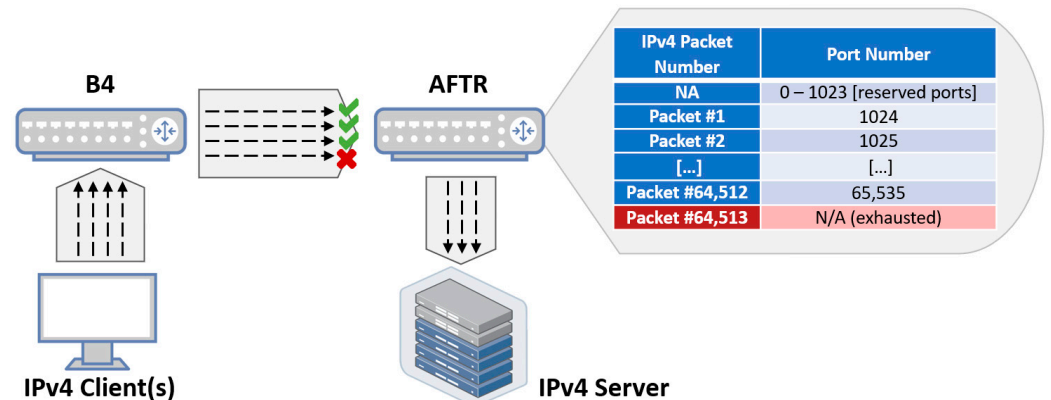 B4
AFTR
IPv4 Client(s)
IPv4 Server
IPv4 Packet
Number
Port Number
NA
0 – 1023 [reserved ports]
Packet #1
1024
Packet #2
1025
[…]
[…]
Packet #64,512
65,535
Packet #64,513
N/A (exhausted)